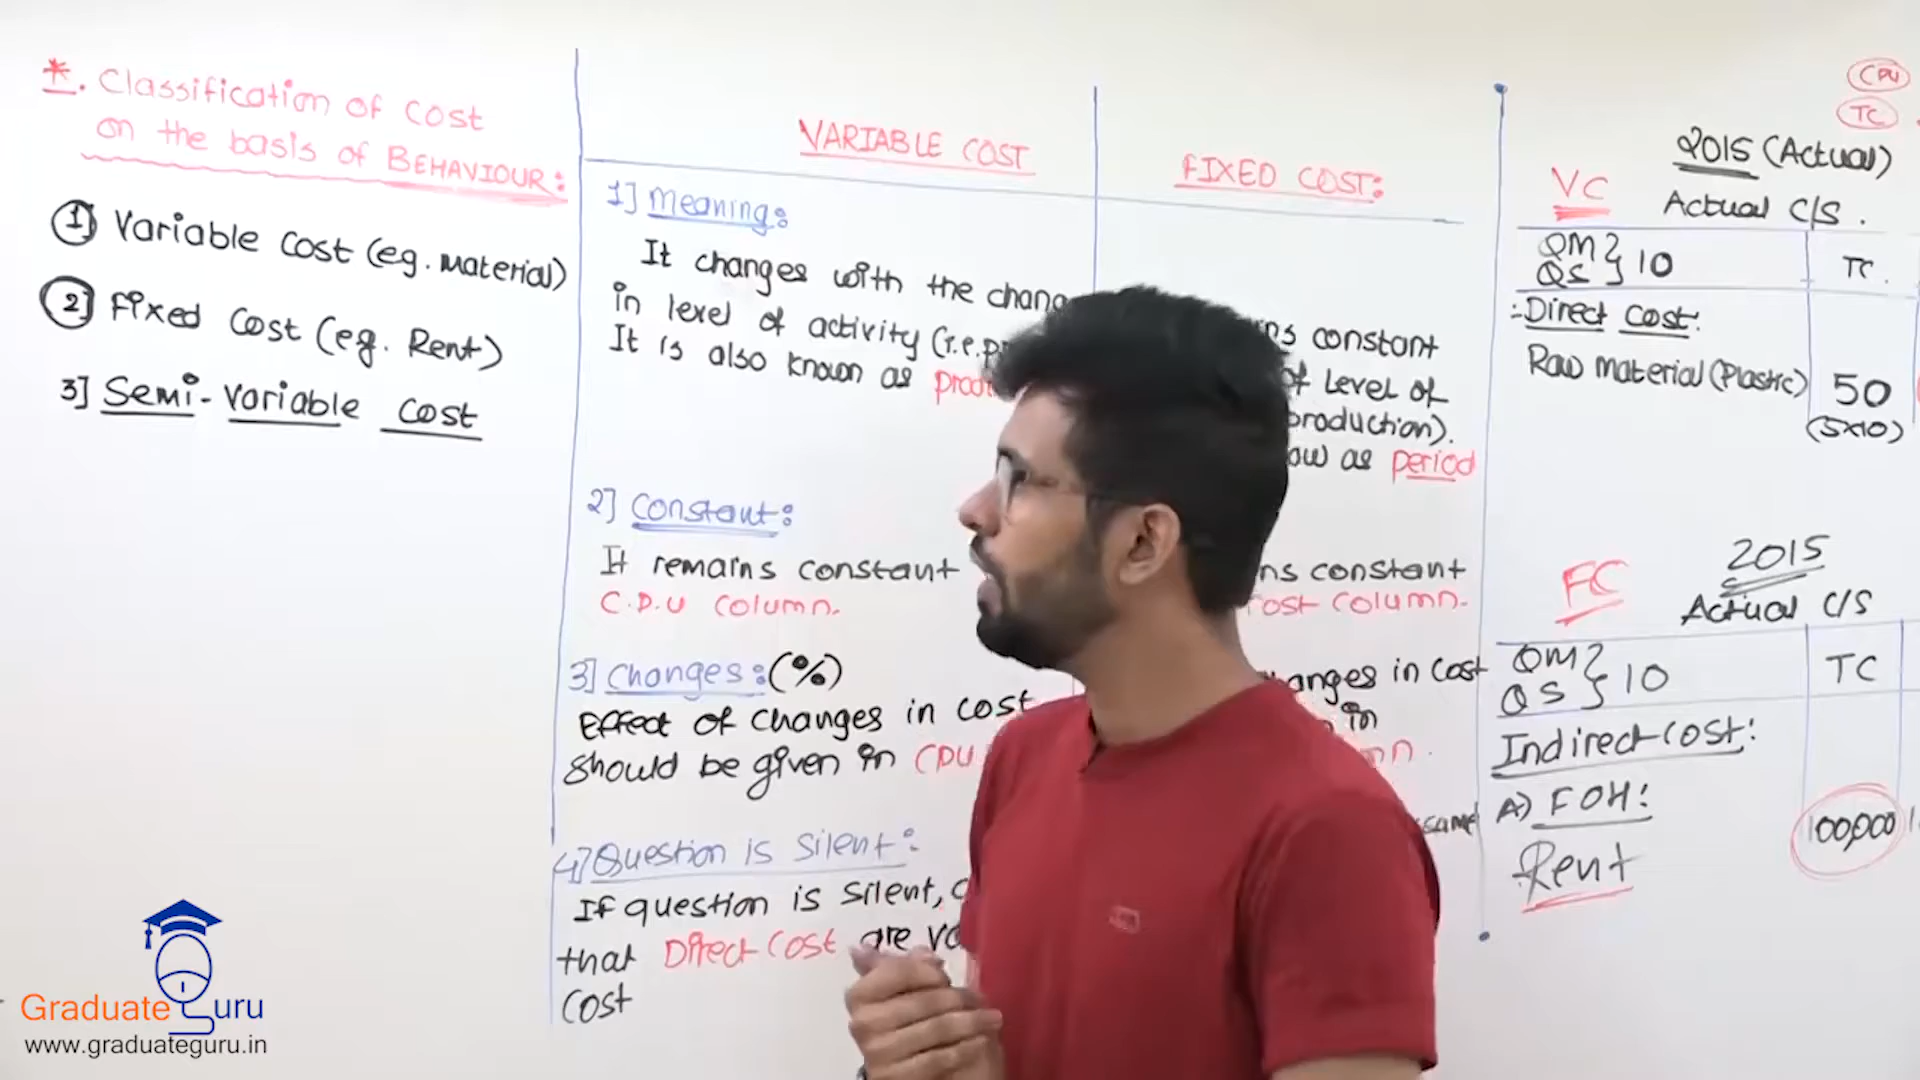 *. Classification of cost
on the basis of BEHAVIOUR:
1] Variable cost (eg. material)
2] Fixed cost (eg. Rent)
3] Semi-variable cost
VARIABLE COST
1] Meaning:
It changes with the
in level of activity (i.e.
It is also known as
2] Constant:
It remains constant
C.P.U column.
3] Changes: (%)
Effect of changes in cost
should be given in CPU
4] Question is silent:
If question is silent,
that Direct cost are
cost
FIXED COST:
constant
Level of
production).
as period
constant
column.
in cost
in
same
CPU
TC
2015 (Actual)
VC
Actual C/S.
QM } 10
QS
TC.
:-Direct cost:
Raw material (Plastic) 50
(5x10)
2015
FC
Actual C/S
QM } 10
QS
TC
Indirect cost:
A) FOH:
100,000
Rent
GraduateGuru
www.graduateguru.in